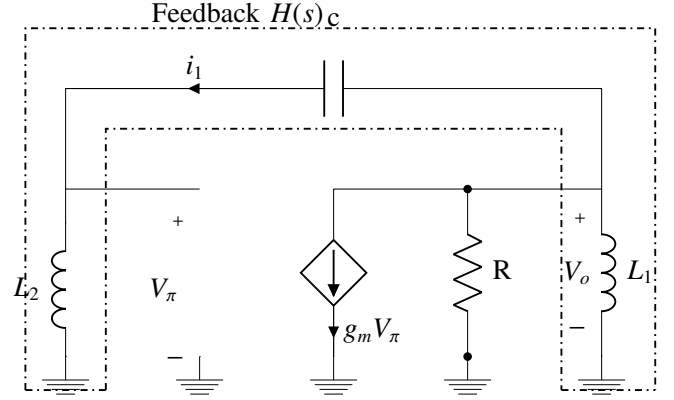 Feedback H(s)
C
i₁
+
+
L₂
Vπ
R
Vₒ
L₁
gₘVπ
−
−